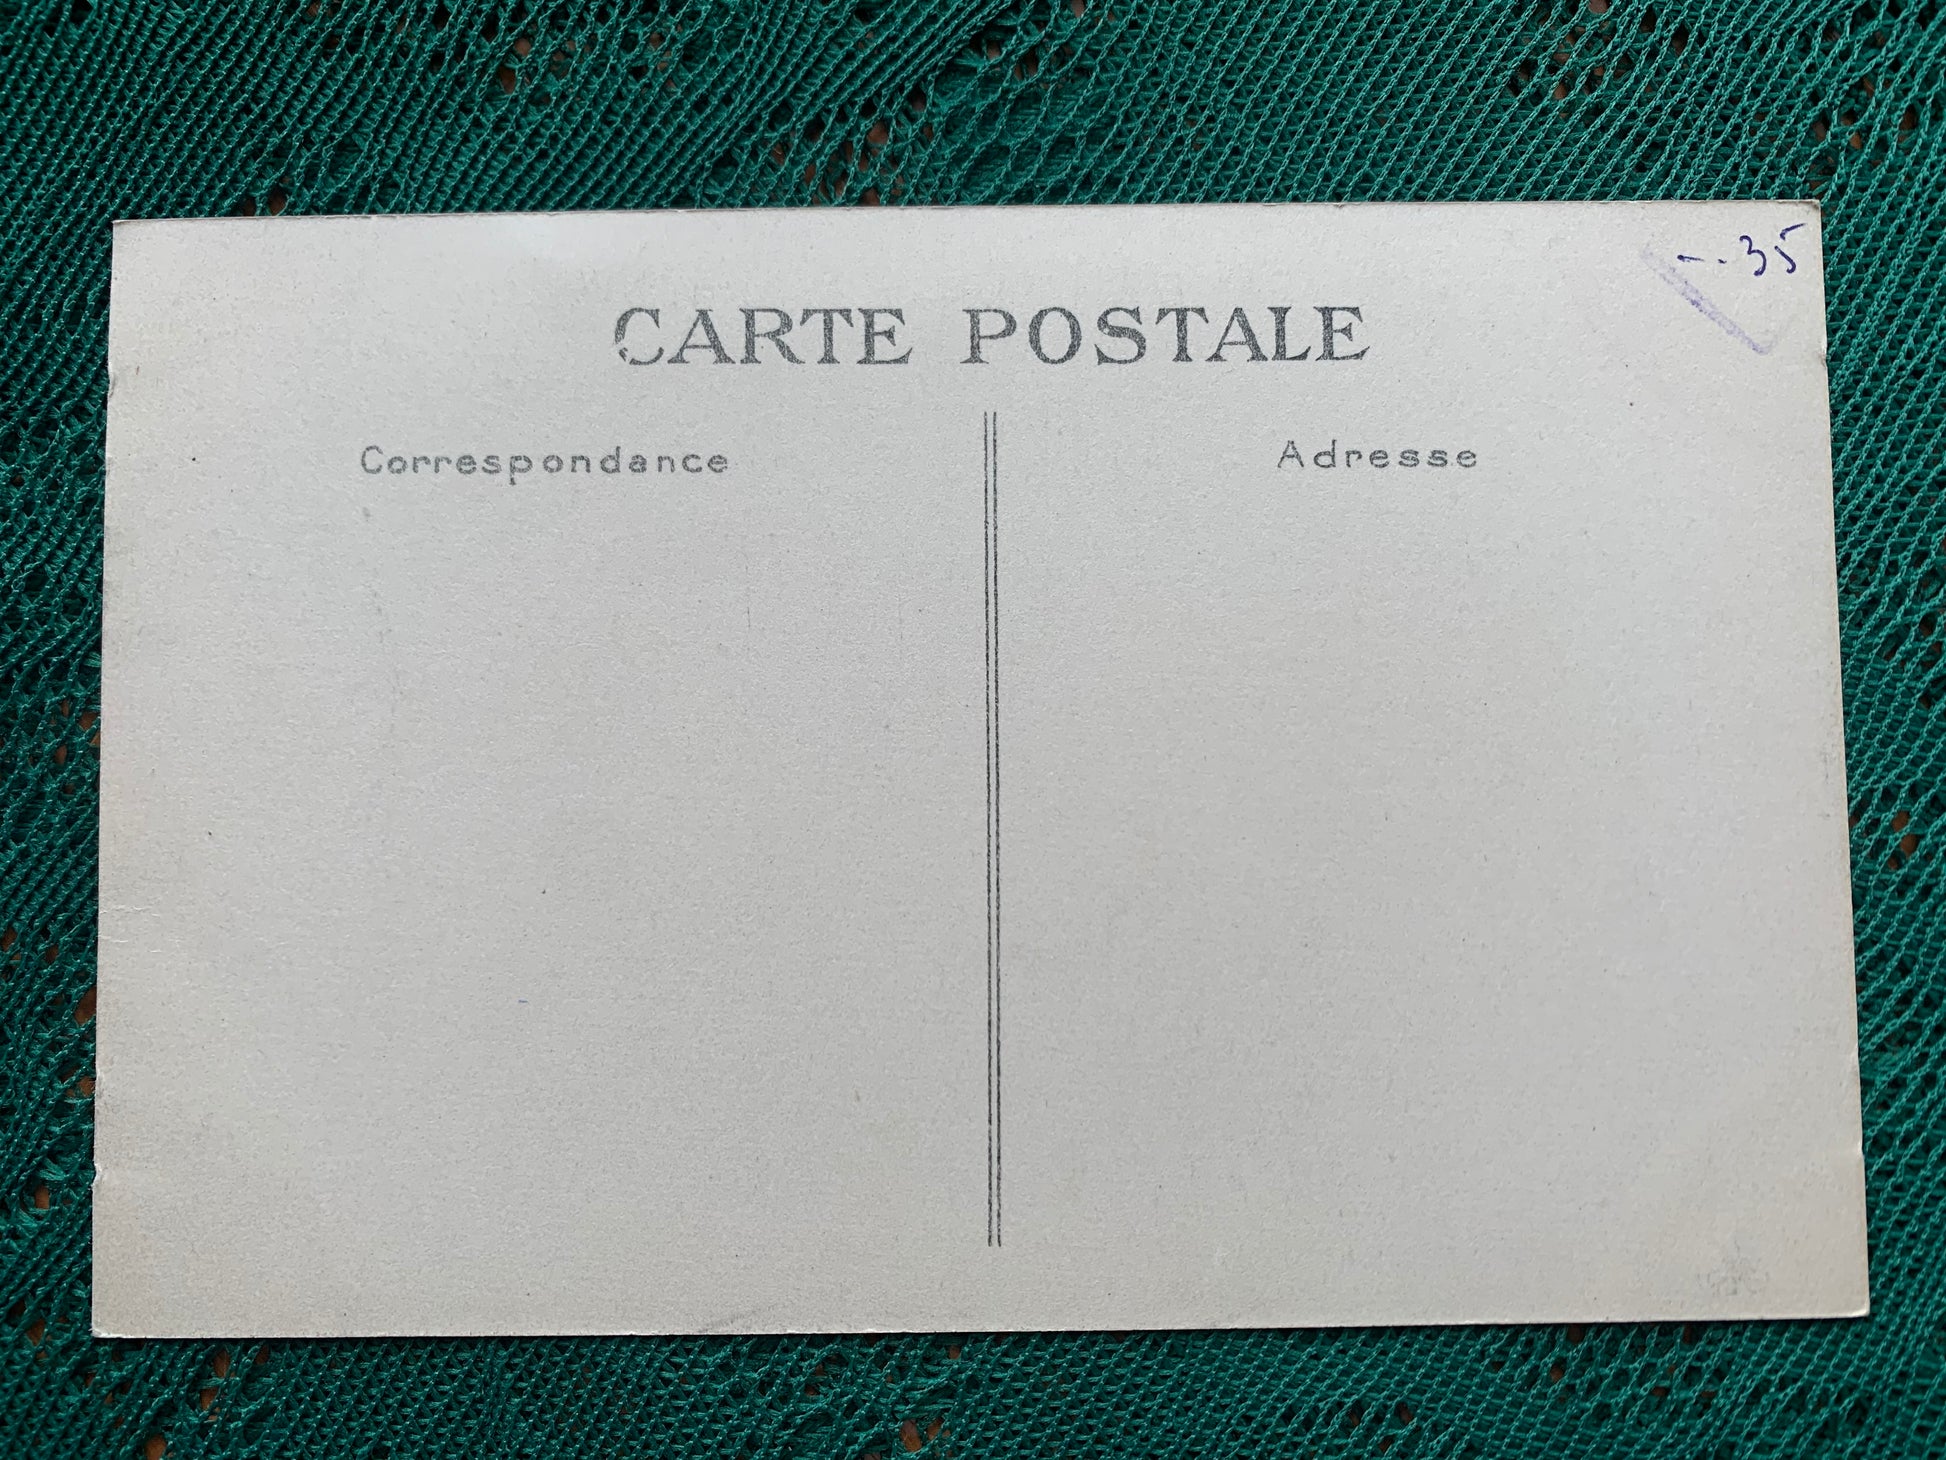 -.35
CARTE POSTALE
Correspondance
Adresse